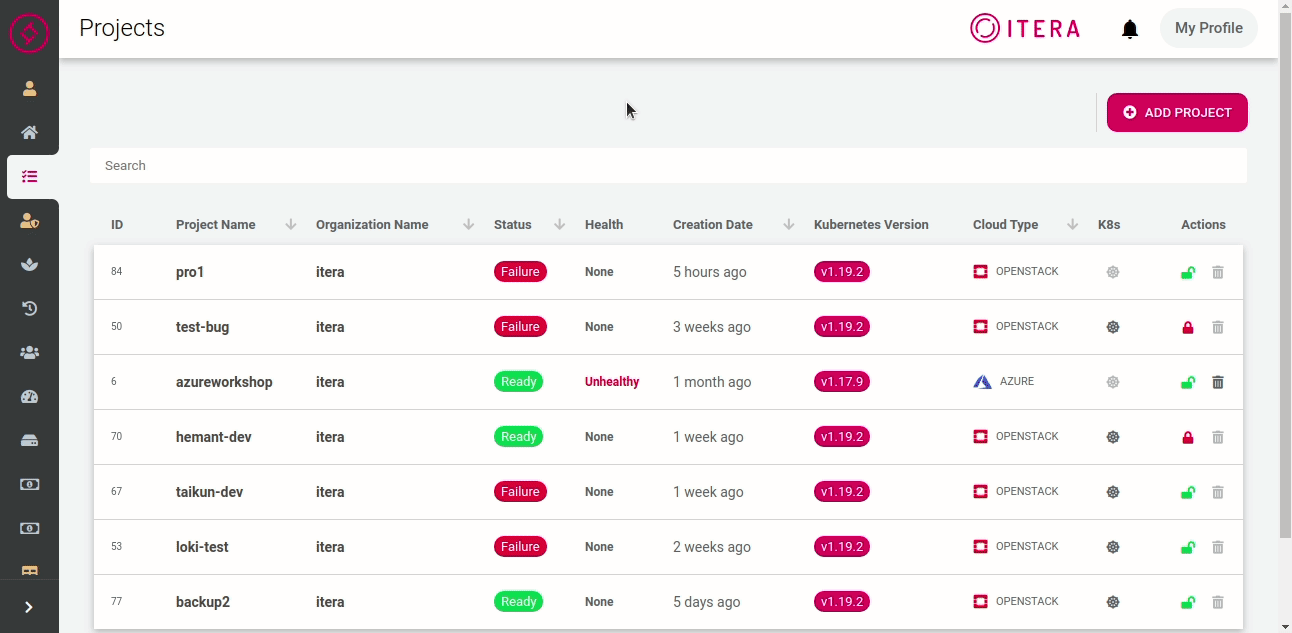 Projects
ITERA
My Profile
ADD PROJECT
Search
ID Project Name Organization Name Status Health Creation Date Kubernetes Version Cloud Type K8s Actions
84 pro1 itera Failure None 5 hours ago v1.19.2 OPENSTACK
50 test-bug itera Failure None 3 weeks ago v1.19.2 OPENSTACK
6 azureworkshop itera Ready Unhealthy 1 month ago v1.17.9 AZURE
70 hemant-dev itera Ready None 1 week ago v1.19.2 OPENSTACK
67 taikun-dev itera Failure None 1 week ago v1.19.2 OPENSTACK
53 loki-test itera Failure None 2 weeks ago v1.19.2 OPENSTACK
77 backup2 itera Ready None 5 days ago v1.19.2 OPENSTACK